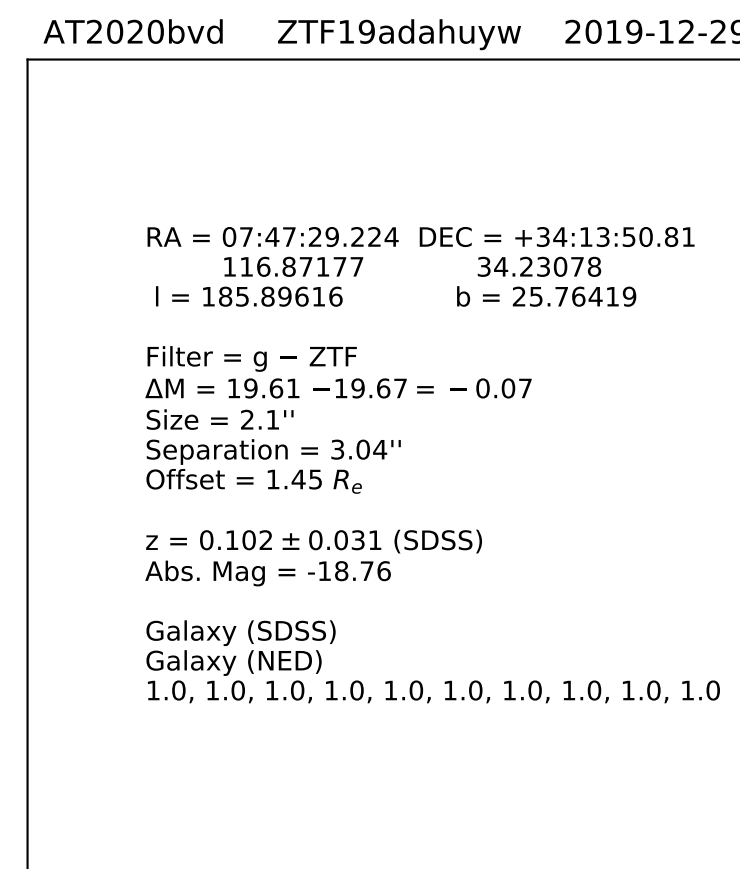 AT2020bvd ZTF19adahuyw 2019-12-29
RA = 07:47:29.224 DEC = +34:13:50.81
116.87177 34.23078
l = 185.89616 b = 25.76419
Filter = g − ZTF
ΔM = 19.61 −19.67 = − 0.07
Size = 2.1''
Separation = 3.04''
Offset = 1.45 Re
z = 0.102 ± 0.031 (SDSS)
Abs. Mag = -18.76
Galaxy (SDSS)
Galaxy (NED)
1.0, 1.0, 1.0, 1.0, 1.0, 1.0, 1.0, 1.0, 1.0, 1.0